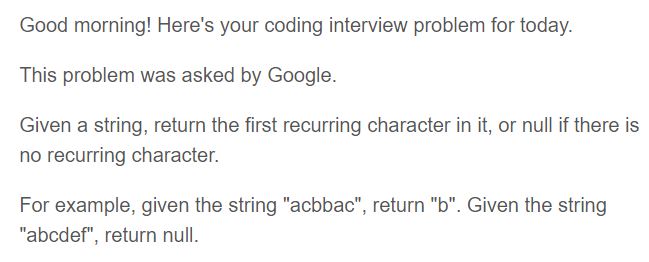 Good morning! Here's your coding interview problem for today.
This problem was asked by Google.
Given a string, return the first recurring character in it, or null if there is
no recurring character.
For example, given the string "acbbac", return "b". Given the string
"abcdef", return null.